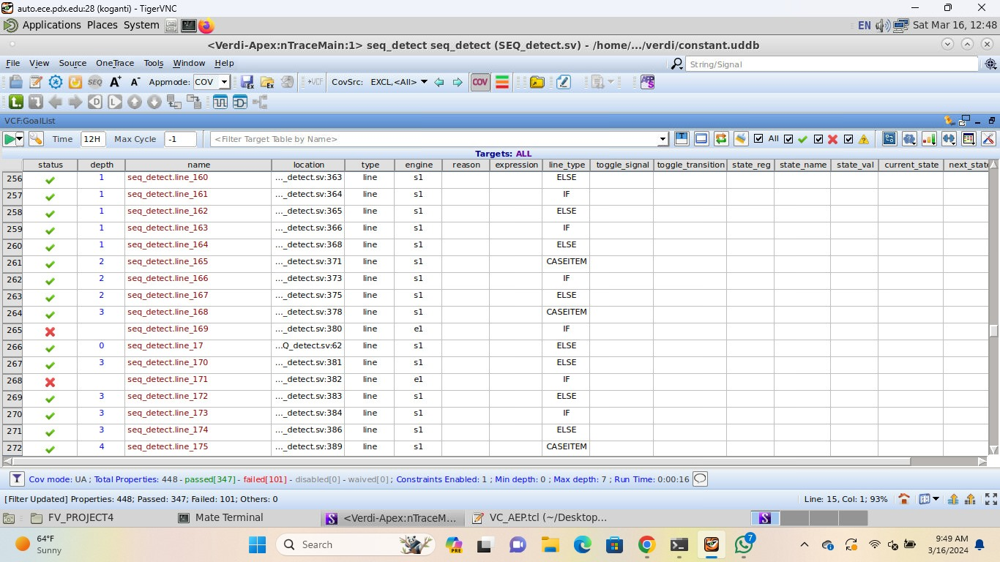 auto.ece.pdx.edu:28 (koganti) - TigerVNC
Applications Places System EN Sat Mar 16, 12:48
<Verdi-Apex:nTraceMain:1> seq_detect seq_detect (SEQ_detect.sv) - /home/.../verdi/constant.uddb
File View Source OneTrace Tools Window Help String/Signal
SEQ A+ A- Appmode: COV Ex Ex →VCF CovSrc: EXCL,<All> COV
VCF:GoalList
Time 12H Max Cycle -1 <Filter Target Table by Name> All
Targets: ALL
status depth name location type engine reason expression line_type toggle_signal toggle_transition state_reg state_name state_val current_state next_state
256 1 seq_detect.line_160 ..._detect.sv:363 line s1 ELSE
257 1 seq_detect.line_161 ..._detect.sv:364 line s1 IF
258 1 seq_detect.line_162 ..._detect.sv:365 line s1 ELSE
259 1 seq_detect.line_163 ..._detect.sv:366 line s1 IF
260 1 seq_detect.line_164 ..._detect.sv:368 line s1 ELSE
261 2 seq_detect.line_165 ..._detect.sv:371 line s1 CASEITEM
262 2 seq_detect.line_166 ..._detect.sv:373 line s1 IF
263 2 seq_detect.line_167 ..._detect.sv:375 line s1 ELSE
264 3 seq_detect.line_168 ..._detect.sv:378 line s1 CASEITEM
265 seq_detect.line_169 ..._detect.sv:380 line e1 IF
266 0 seq_detect.line_17 ...Q_detect.sv:62 line s1 ELSE
267 3 seq_detect.line_170 ..._detect.sv:381 line s1 ELSE
268 seq_detect.line_171 ..._detect.sv:382 line e1 IF
269 3 seq_detect.line_172 ..._detect.sv:383 line s1 ELSE
270 3 seq_detect.line_173 ..._detect.sv:384 line s1 IF
271 3 seq_detect.line_174 ..._detect.sv:386 line s1 ELSE
272 4 seq_detect.line_175 ..._detect.sv:389 line s1 CASEITEM
Cov mode: UA ; Total Properties: 448 - passed[347] - failed[101] - disabled[0] - waived[0] ; Constraints Enabled: 1 ; Min depth: 0 ; Max depth: 7 ; Run Time: 0:00:16
[Filter Updated] Properties: 448; Passed: 347; Failed: 101; Others: 0 Line: 15, Col: 1; 93%
FV_PROJECT4 Mate Terminal <Verdi-Apex:nTraceM... VC_AEP.tcl (~/Desktop...
64°F
Sunny
Search
PRE
7
9:49 AM
3/16/2024